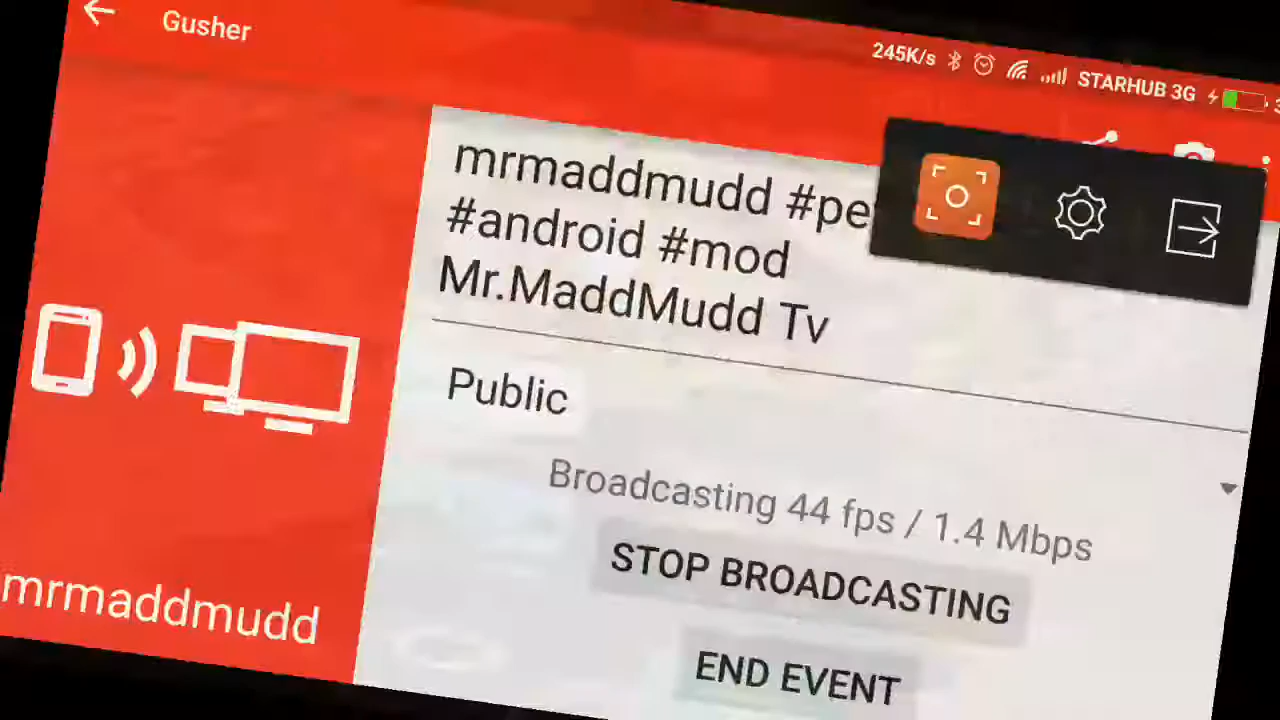 Gusher
245K/s STARHUB 3G
mrmaddmudd
#android #mod
Mr.MaddMudd Tv
Public
Broadcasting 44 fps / 1.4 Mbps
STOP BROADCASTING
END EVENT
mrmaddmudd